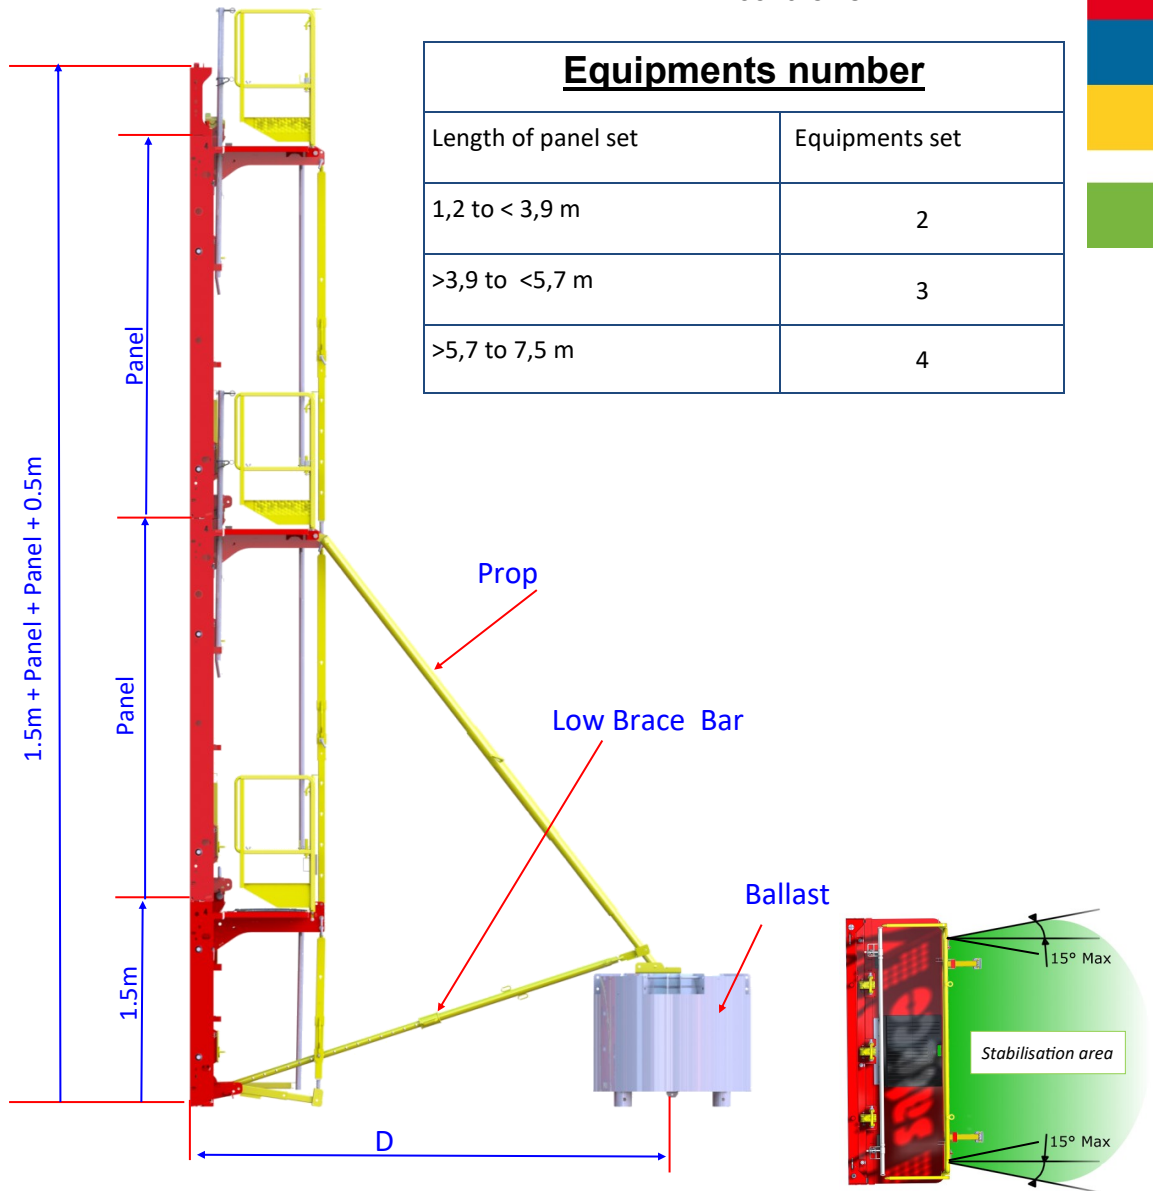 Equipments number
Length of panel set
Equipments set
1,2 to < 3,9 m
2
>3,9 to  <5,7 m
3
>5,7 to 7,5 m
4
1.5m + Panel + Panel + 0.5m
Panel
Panel
1.5m
Prop
Low Brace  Bar
Ballast
D
15° Max
Stabilisation area
15° Max